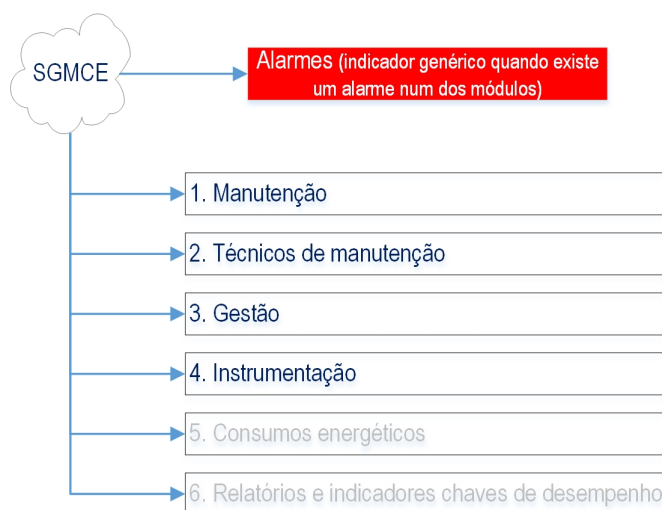 SGMCE
Alarmes (indicador genérico quando existe
um alarme num dos módulos)
1. Manutenção
2. Técnicos de manutenção
3. Gestão
4. Instrumentação
5. Consumos energéticos
6. Relatórios e indicadores chaves de desempenho